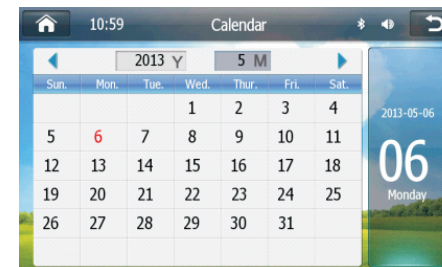 10:59 Calendar
2013 Y 5 M
Sun. Mon. Tue. Wed. Thur. Fri. Sat.
1 2 3 4
5 6 7 8 9 10 11
12 13 14 15 16 17 18
19 20 21 22 23 24 25
26 27 28 29 30 31
2013-05-06
06
Monday